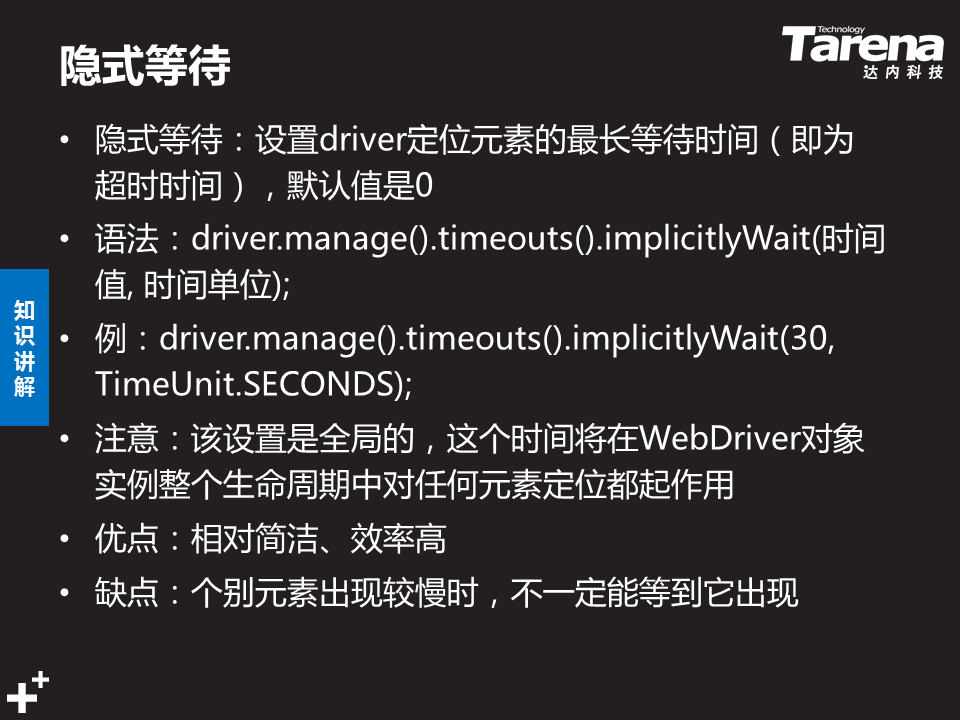 隐式等待
Technology
Tarena
达内科技
• 隐式等待：设置driver定位元素的最长等待时间（即为
超时时间），默认值是0
• 语法：driver.manage().timeouts().implicitlyWait(时间
值, 时间单位);
• 例：driver.manage().timeouts().implicitlyWait(30,
TimeUnit.SECONDS);
• 注意：该设置是全局的，这个时间将在WebDriver对象
实例整个生命周期中对任何元素定位都起作用
• 优点：相对简洁、效率高
• 缺点：个别元素出现较慢时，不一定能等到它出现
知
识
讲
解